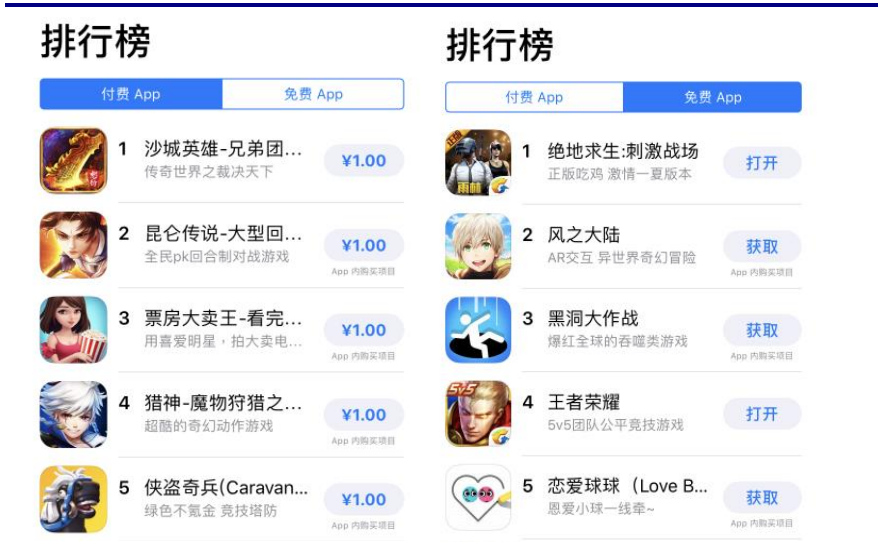 排行榜
付费 App
免费 App
1
沙城英雄-兄弟团...
传奇世界之裁决天下
¥1.00
2
昆仑传说-大型回...
全民pk回合制对战游戏
¥1.00
App 内购买项目
3
票房大卖王-看完...
用喜爱明星，拍大卖电...
¥1.00
App 内购买项目
4
猎神-魔物狩猎之...
超酷的奇幻动作游戏
¥1.00
App 内购买项目
5
侠盗奇兵(Caravan...
绿色不氪金 竞技塔防
¥1.00
App 内购买项目
排行榜
付费 App
免费 App
正版
雨林
1
绝地求生:刺激战场
正版吃鸡 激情一夏版本
打开
2
风之大陆
AR交互 异世界奇幻冒险
获取
App 内购买项目
3
黑洞大作战
爆红全球的吞噬类游戏
获取
App 内购买项目
5v5
4
王者荣耀
5v5团队公平竞技游戏
打开
5
恋爱球球（Love B...
恩爱小球一线牵~
获取
App 内购买项目